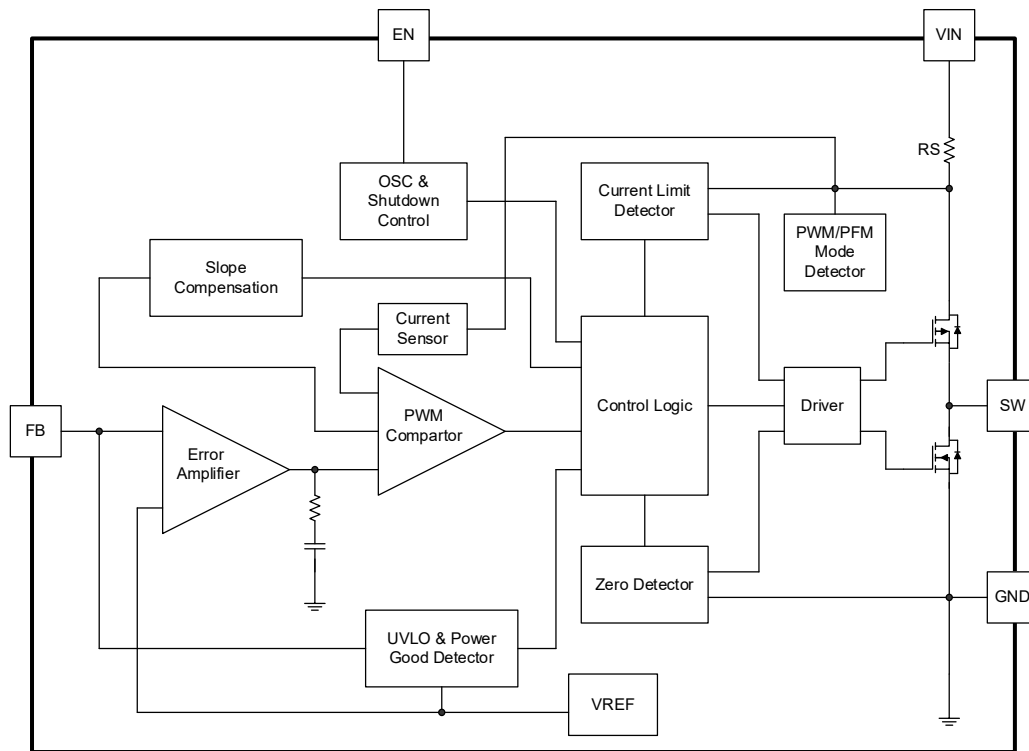 EN
VIN
RS
OSC &
Shutdown
Control
Current Limit
Detector
PWM/PFM
Mode
Detector
Slope
Compensation
Current
Sensor
PWM
Compartor
Control Logic
Driver
SW
FB
Error
Amplifier
Zero Detector
GND
UVLO & Power
Good Detector
VREF